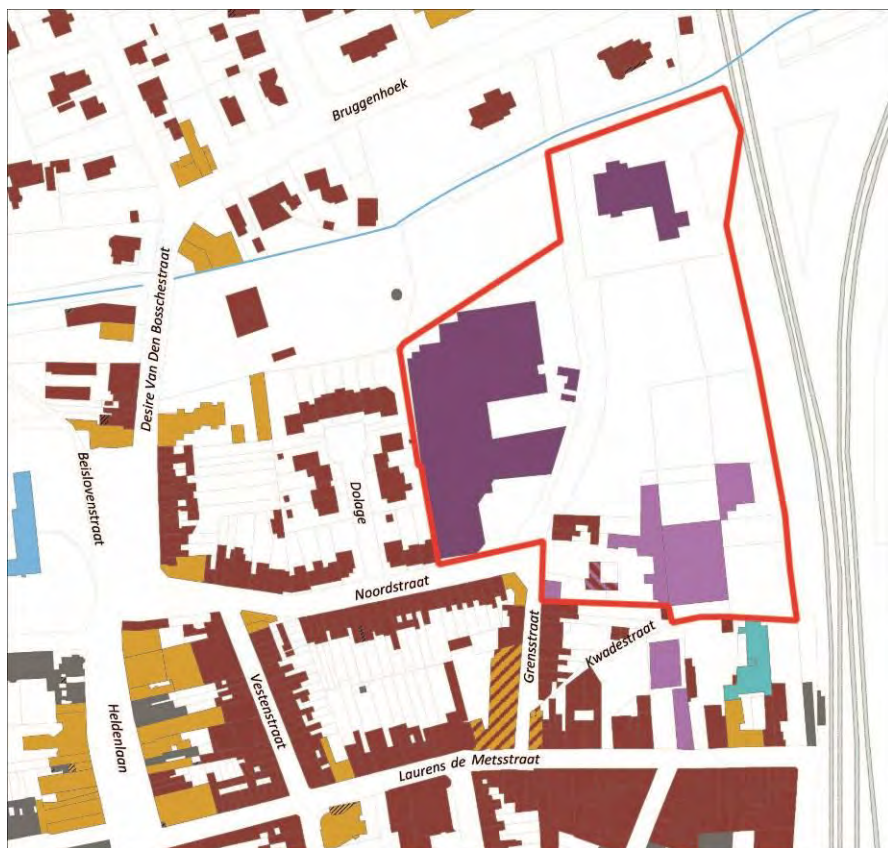 Bruggenhoek
Desire Van Den Bosschestraat
Beislovenstraat
Dolage
Noordstraat
Grensstraat
Kwadestraat
Vestenstraat
Heldenlaan
Laurens de Metsstraat